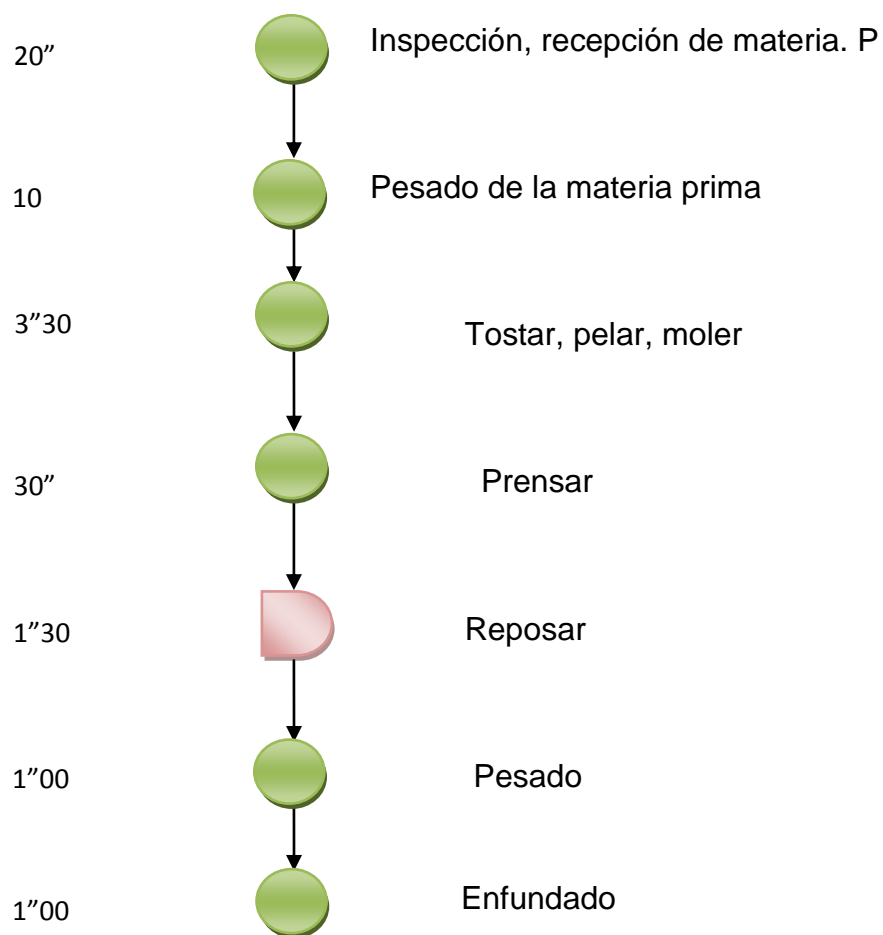 20” Inspección, recepción de materia. P
10 Pesado de la materia prima
3”30 Tostar, pelar, moler
30” Prensar
1”30 Reposar
1”00 Pesado
1”00 Enfundado